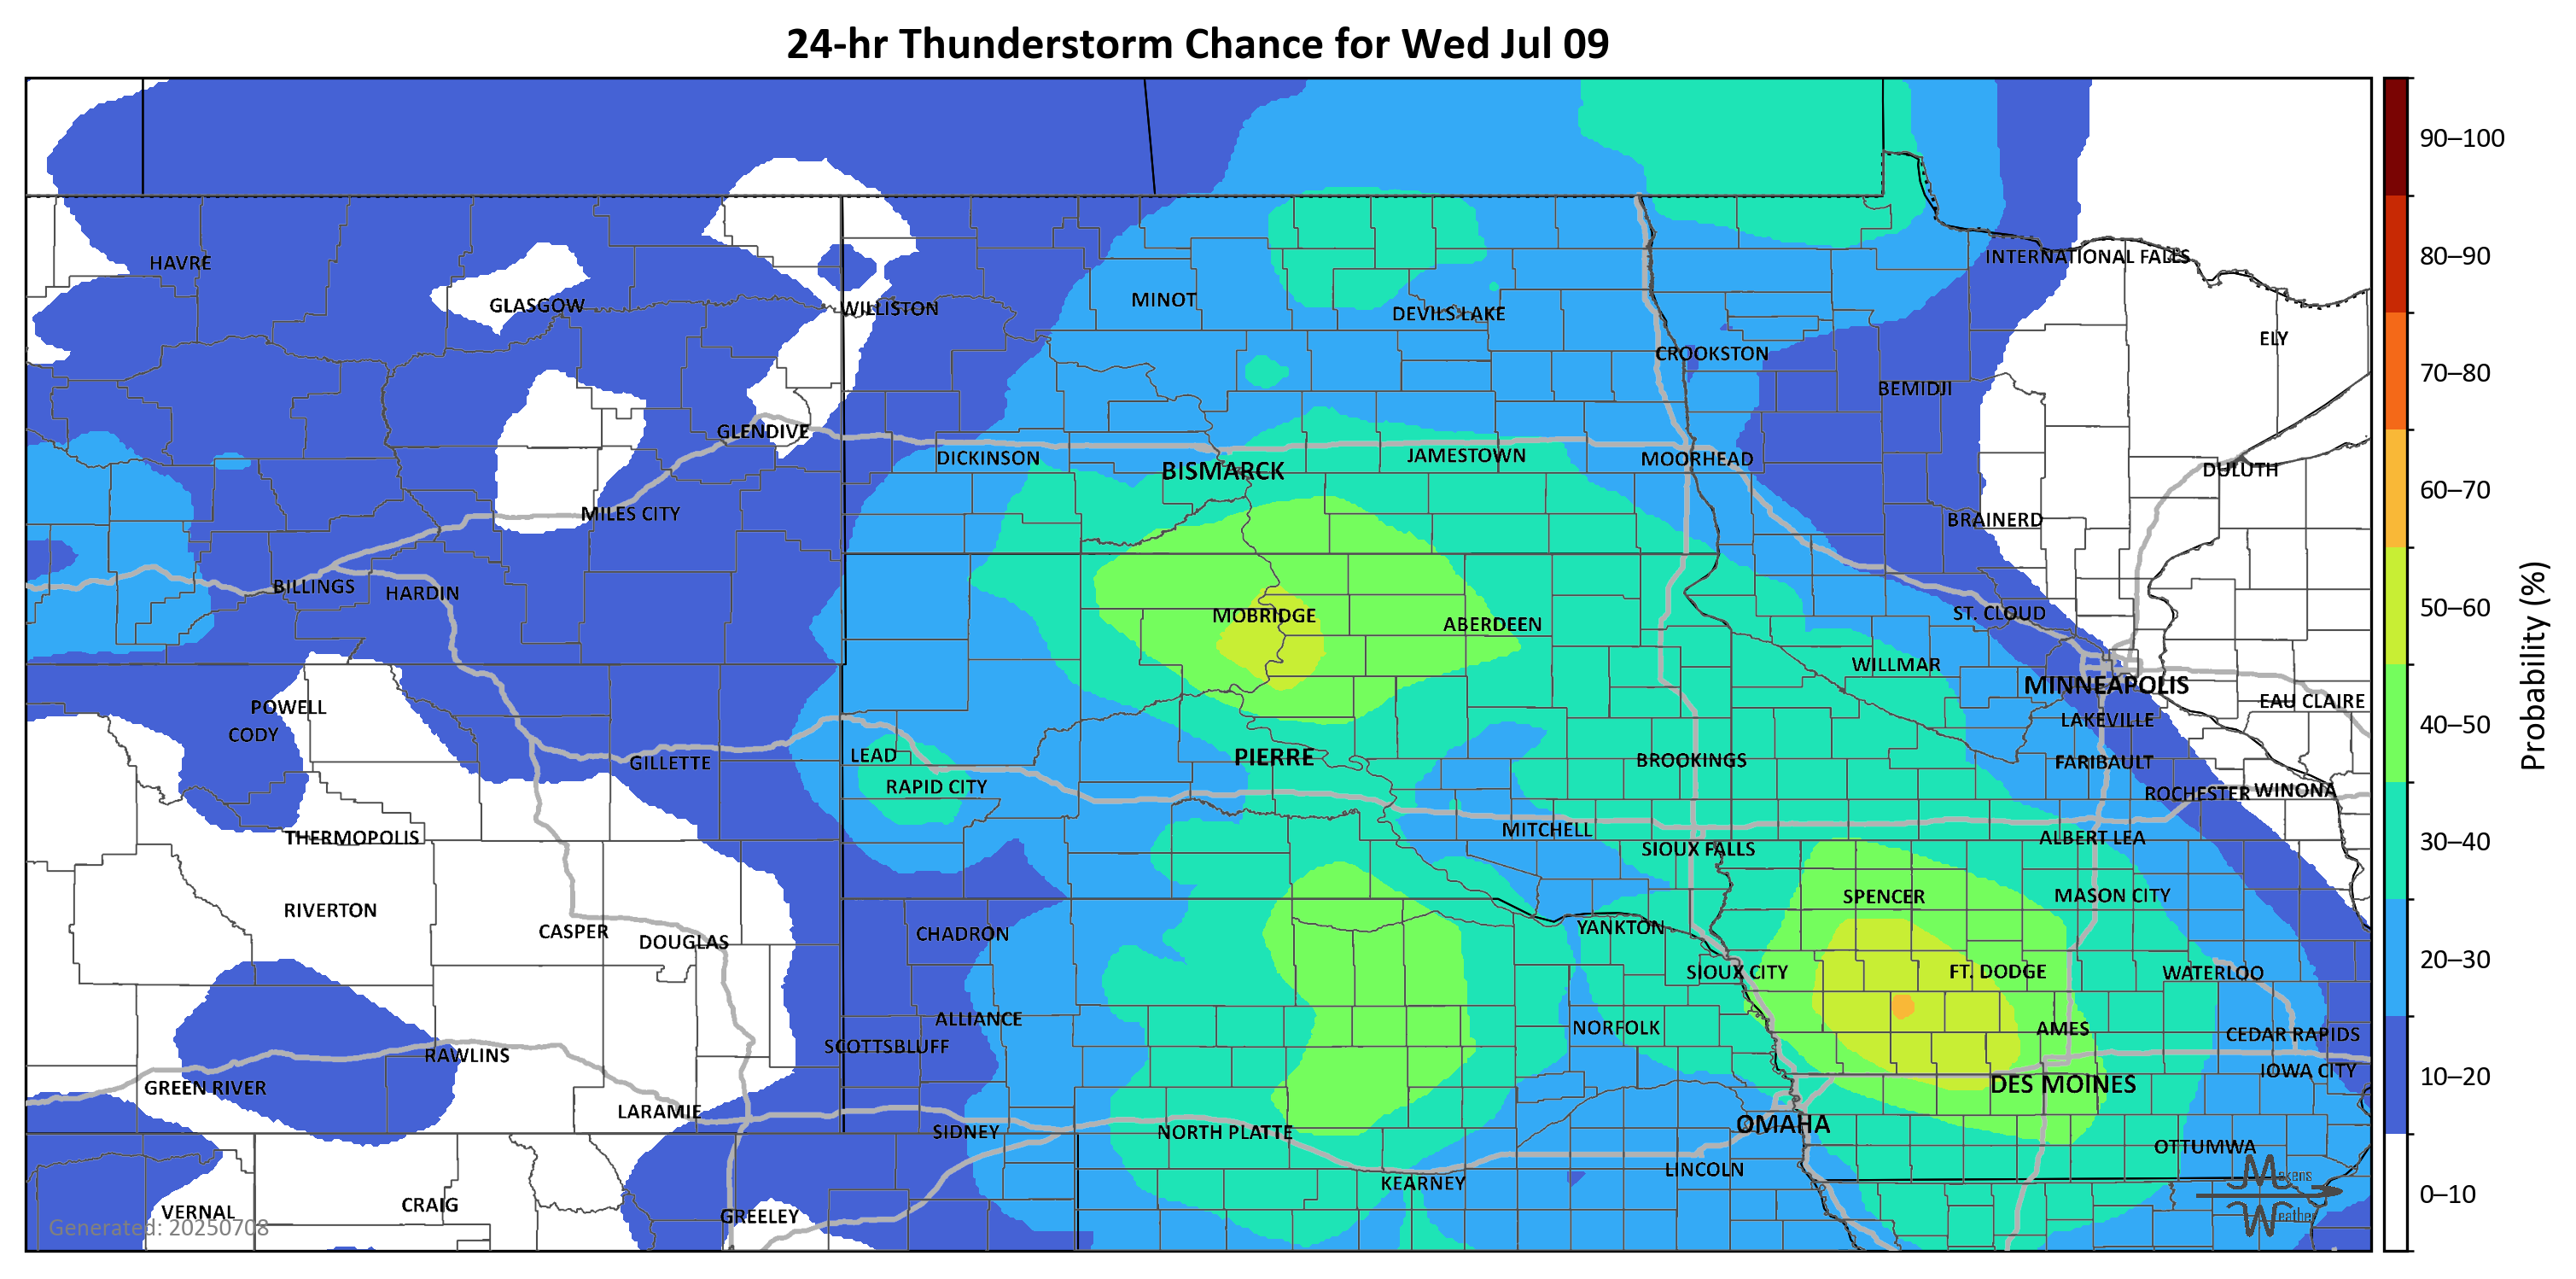 24-hr Thunderstorm Chance for Wed Jul 09
90–100
80–90
70–80
60–70
50–60
40–50
30–40
20–30
10–20
0–10
Probability (%)
HAVRE
GLASGOW
WILLISTON
MINOT
DEVILS LAKE
INTERNATIONAL FALLS
ELY
CROOKSTON
BEMIDJI
GLENDIVE
DICKINSON
BISMARCK
JAMESTOWN
MOORHEAD
DULUTH
MILES CITY
BRAINERD
BILLINGS
HARDIN
MOBRIDGE
ABERDEEN
ST. CLOUD
WILLMAR
MINNEAPOLIS
POWELL
CODY
EAU CLAIRE
LAKEVILLE
GILLETTE
LEAD
PIERRE
BROOKINGS
FARIBAULT
RAPID CITY
ROCHESTER
WINONA
THERMOPOLIS
MITCHELL
ALBERT LEA
SIOUX FALLS
RIVERTON
SPENCER
MASON CITY
CASPER
DOUGLAS
CHADRON
YANKTON
SIOUX CITY
FT. DODGE
WATERLOO
ALLIANCE
NORFOLK
AMES
CEDAR RAPIDS
SCOTTSBLUFF
RAWLINS
GREEN RIVER
DES MOINES
IOWA CITY
LARAMIE
SIDNEY
NORTH PLATTE
OMAHA
OTTUMWA
LINCOLN
KEARNEY
VERNAL
CRAIG
GREELEY
Generated: 20250708
Makens
Weather